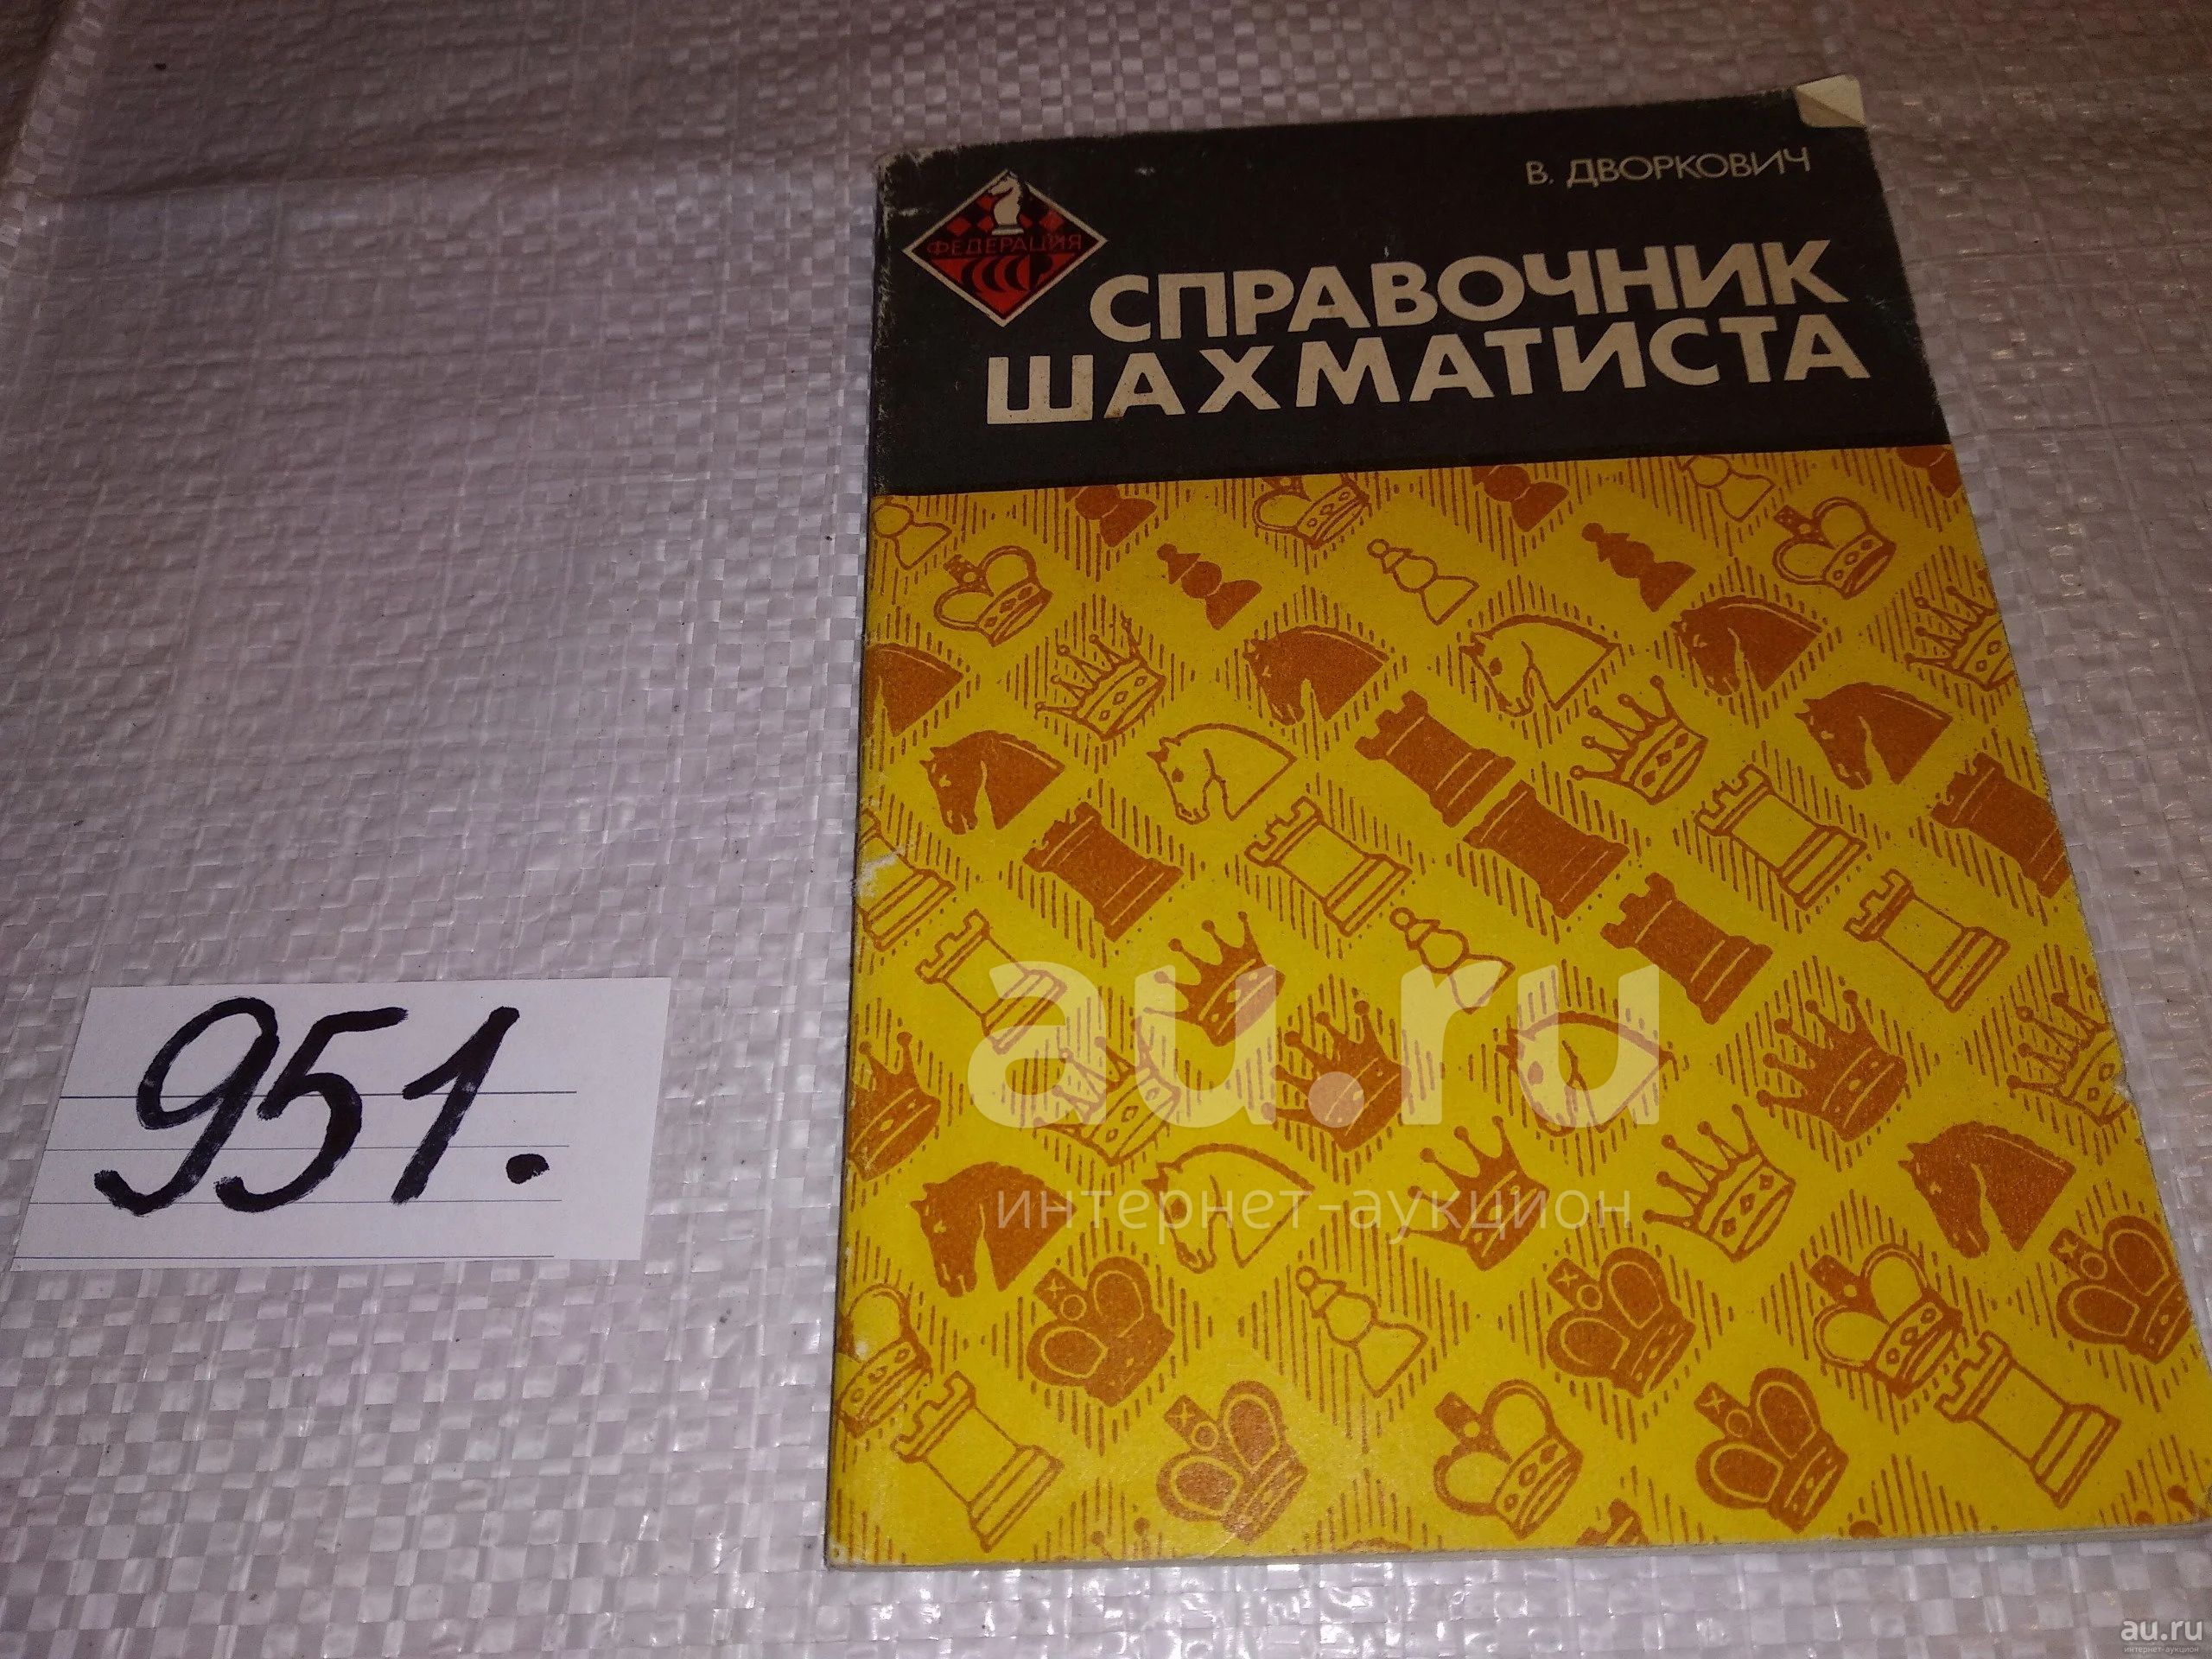 В. ДВОРКОВИЧ
ФЕДЕРАЦИЯ
СССР
СПРАВОЧНИК
ШАХМАТИСТА
951.
au.ru
интернет-аукцион
au.ru
интернет-аукцион